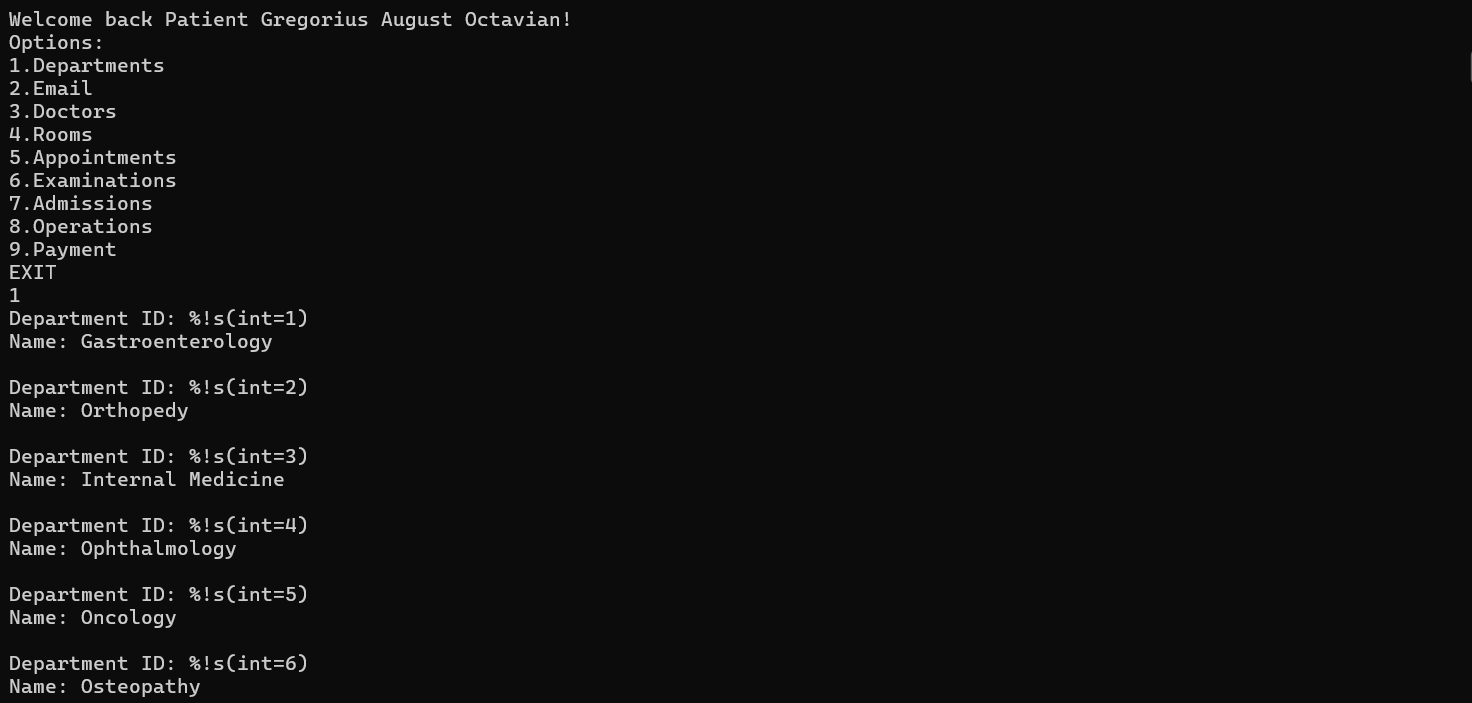 Welcome back Patient Gregorius August Octavian!
Options:
1.Departments
2.Email
3.Doctors
4.Rooms
5.Appointments
6.Examinations
7.Admissions
8.Operations
9.Payment
EXIT
1
Department ID: %!s(int=1)
Name: Gastroenterology

Department ID: %!s(int=2)
Name: Orthopedy

Department ID: %!s(int=3)
Name: Internal Medicine

Department ID: %!s(int=4)
Name: Ophthalmology

Department ID: %!s(int=5)
Name: Oncology

Department ID: %!s(int=6)
Name: Osteopathy